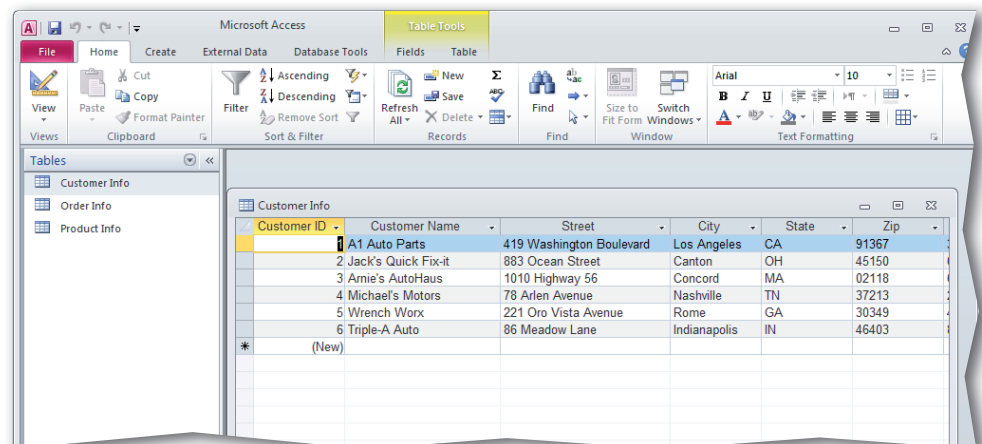 Microsoft Access
Table Tools
File Home Create External Data Database Tools Fields Table
View
Views
Paste
Cut
Copy
Format Painter
Clipboard
Filter
Ascending
Descending
Remove Sort
Sort & Filter
Refresh All
New
Save
Delete
Records
Find
Find
Size to Fit Form
Switch Windows
Window
Arial 10
B I U
A
Text Formatting
Tables
Customer Info
Order Info
Product Info
Customer Info
Customer ID Customer Name Street City State Zip
1 A1 Auto Parts 419 Washington Boulevard Los Angeles CA 91367
2 Jack's Quick Fix-it 883 Ocean Street Canton OH 45150
3 Arnie's AutoHaus 1010 Highway 56 Concord MA 02118
4 Michael's Motors 78 Arlen Avenue Nashville TN 37213
5 Wrench Worx 221 Oro Vista Avenue Rome GA 30349
6 Triple-A Auto 86 Meadow Lane Indianapolis IN 46403
(New)